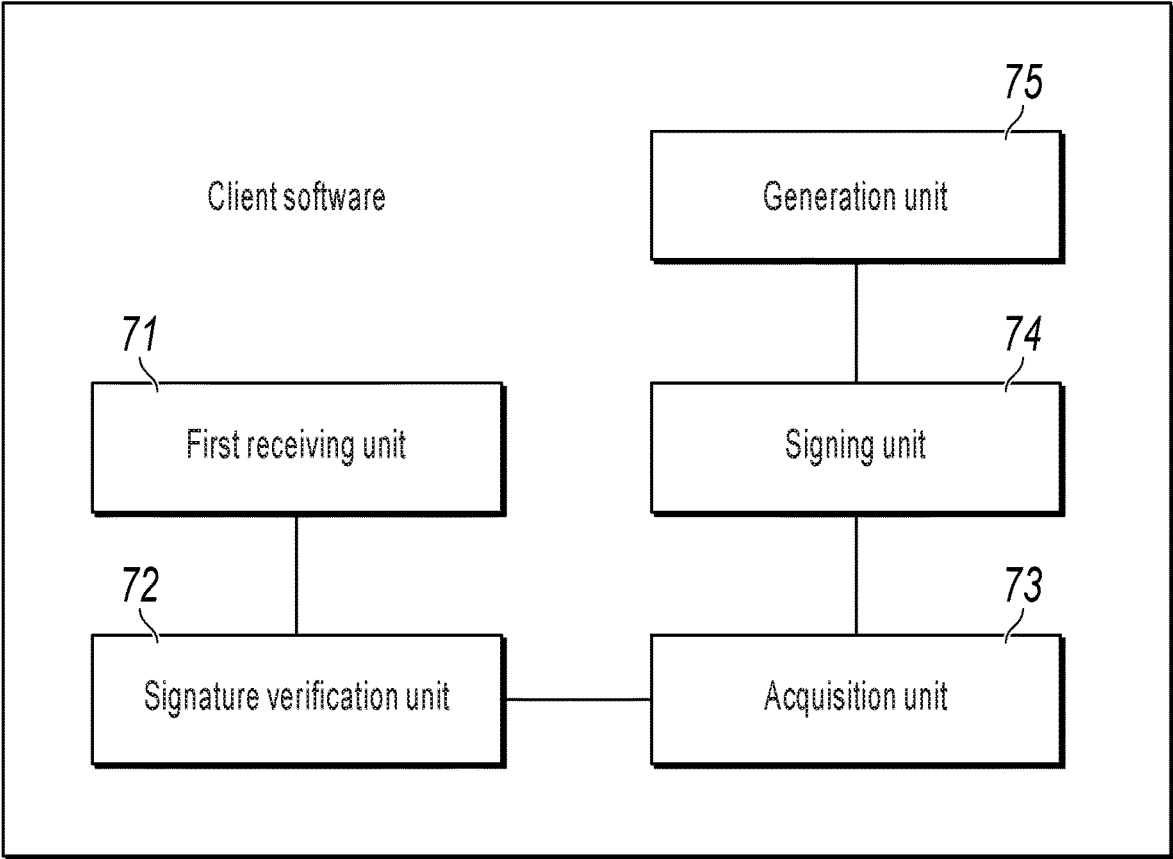 75
Client software
Generation unit
71
74
First receiving unit
Signing unit
72
73
Signature verification unit
Acquisition unit